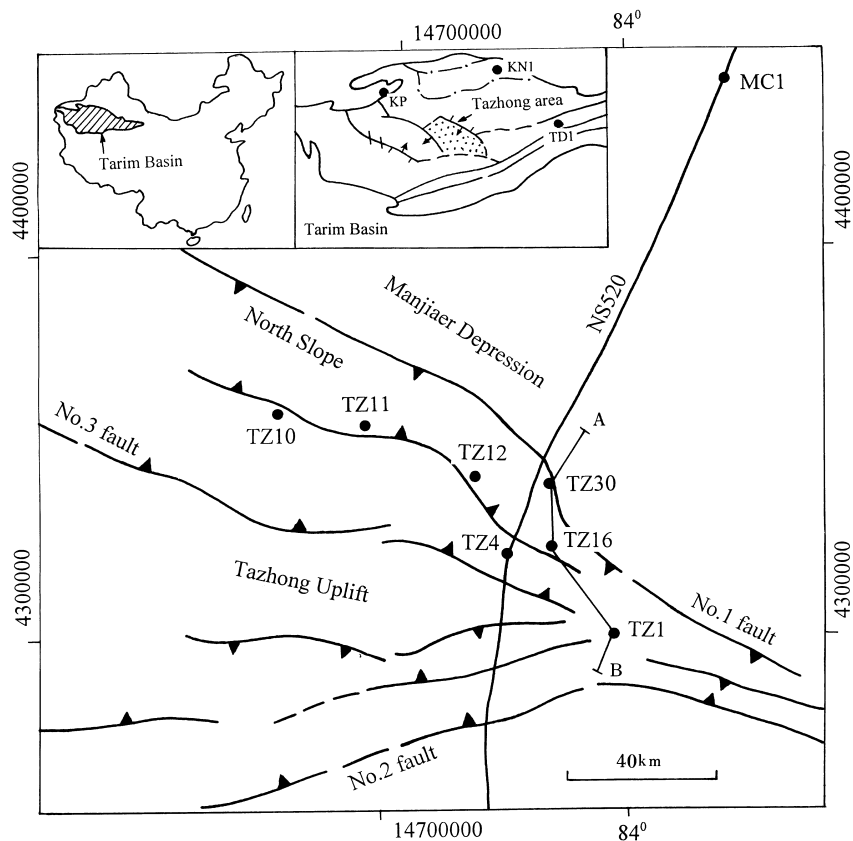 14700000
84⁰
MC1
KN1
KP
Tazhong area
TD1
Tarim Basin
Tarim Basin
4400000
4400000
NS520
Manjiaer Depression
North Slope
A
TZ11
TZ10
No.3 fault
TZ12
TZ30
TZ4
TZ16
Tazhong Uplift
4300000
4300000
No.1 fault
TZ1
B
No.2 fault
40km
14700000
84⁰